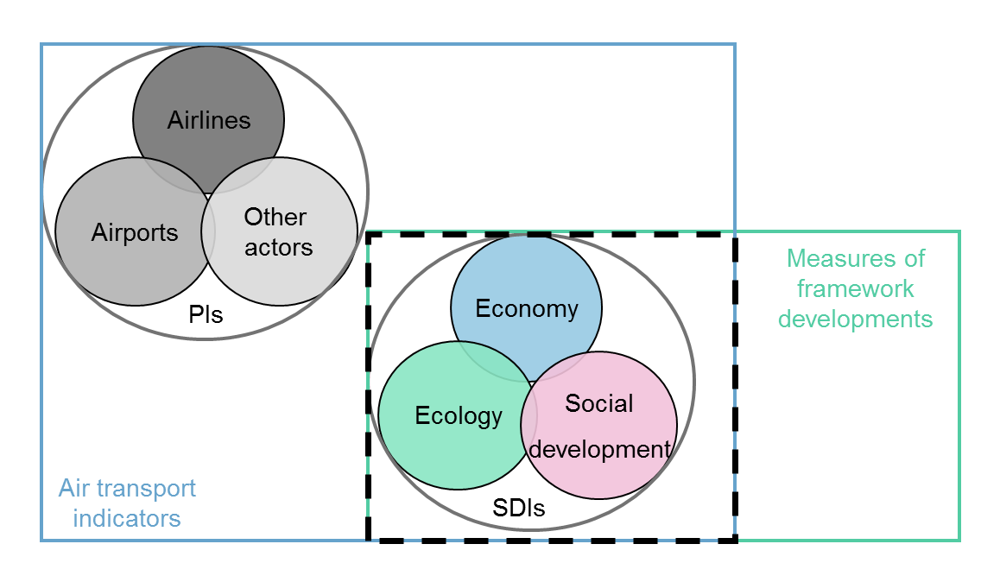 Airlines
Airports
Other
actors
PIs
Economy
Ecology
Social
development
SDIs
Measures of
framework
developments
Air transport
indicators